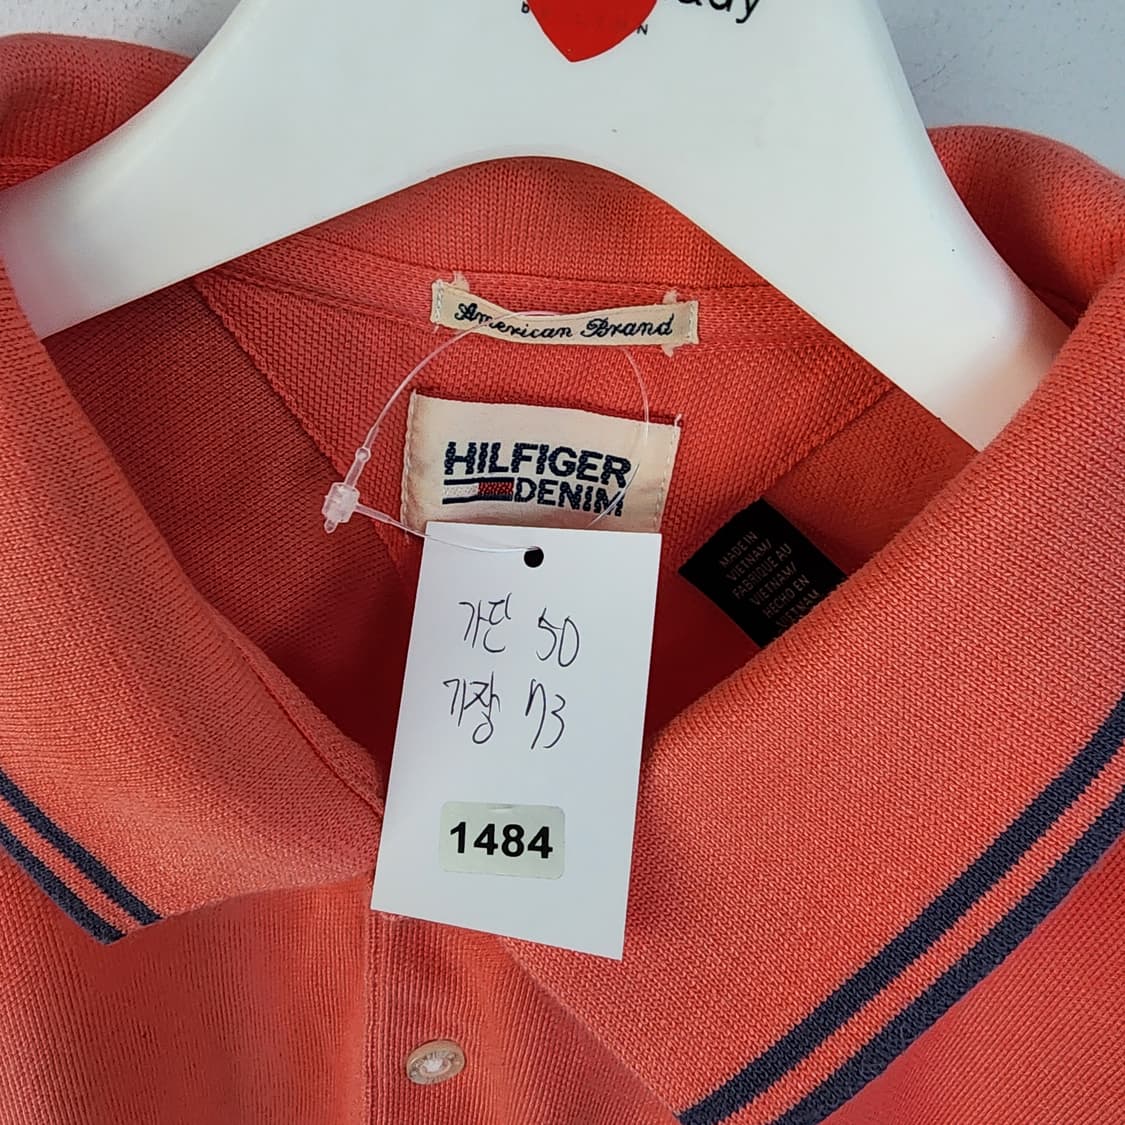 American Brand
HILFIGER
DENIM
MADE IN
VIETNAM/
FABRIQUE AU
VIETNAM/
HECHO EN
VIETNAM
가단 50
기장 73
1484